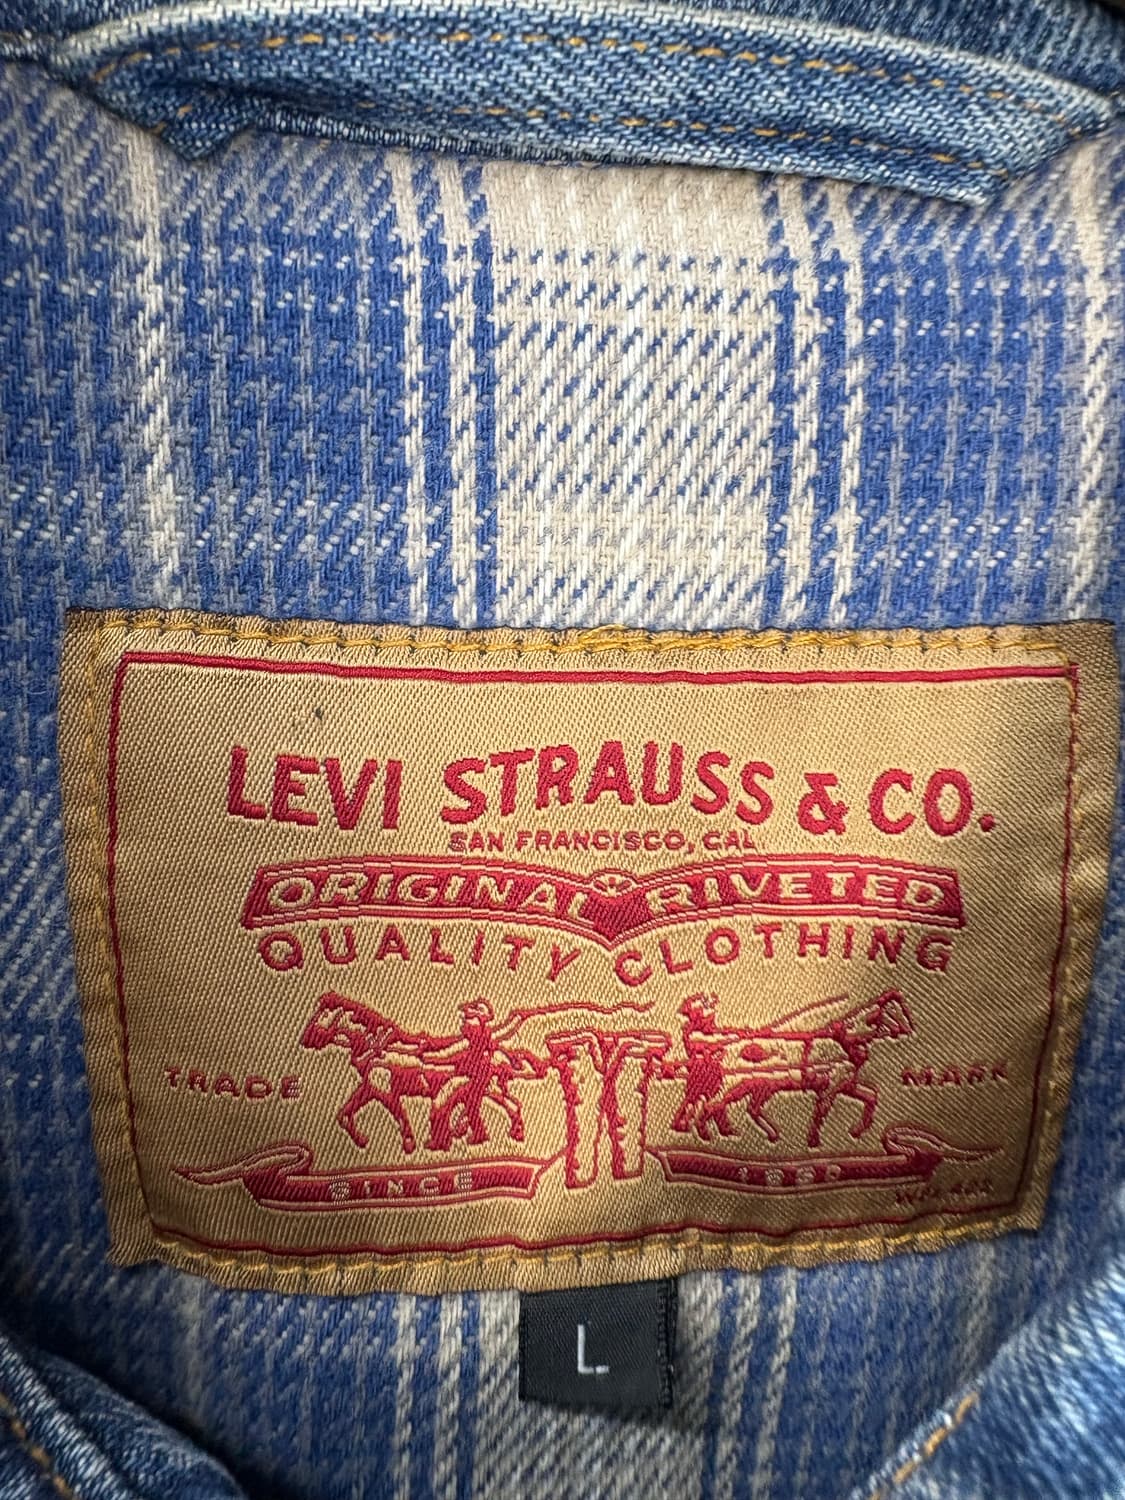 LEVI STRAUSS & CO.
SAN FRANCISCO, CAL
ORIGINAL RIVETED
QUALITY CLOTHING
TRADE MARK
SINCE
L